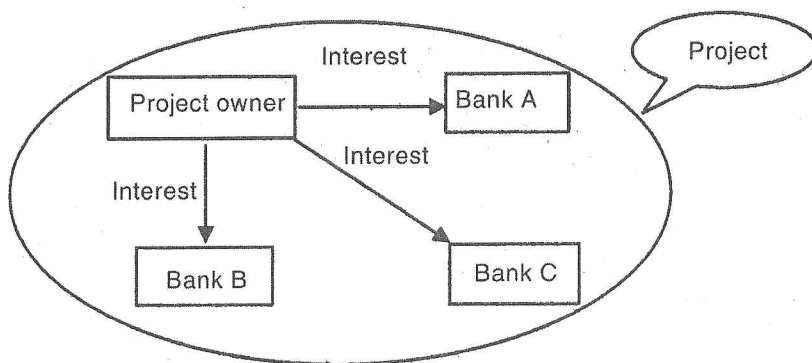 Interest
Project
Project owner
Bank A
Interest
Interest
Bank B
Bank C